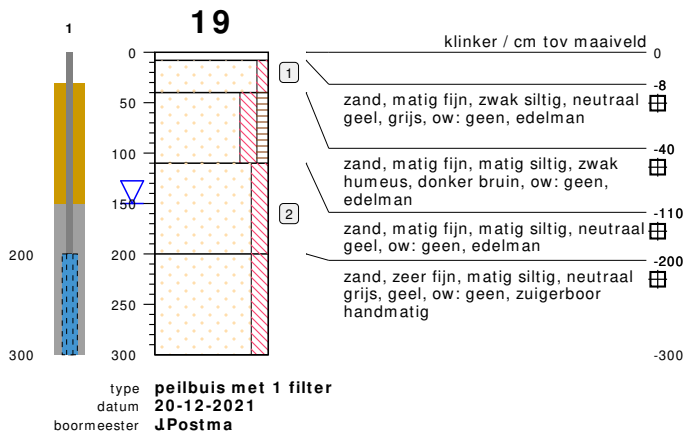 1
19
klinker / cm tov maaiveld
0
0
50
100
150
200
250
300
200
300
1
2
-8
zand, matig fijn, zwak siltig, neutraal
geel, grijs, ow: geen, edelman
-40
zand, matig fijn, matig siltig, zwak
humeus, donker bruin, ow: geen,
edelman
-110
zand, matig fijn, matig siltig, neutraal
geel, ow: geen, edelman
-200
zand, zeer fijn, matig siltig, neutraal
grijs, geel, ow: geen, zuigerboor
handmatig
-300
type peilbuis met 1 filter
datum 20-12-2021
boormeester J.Postma